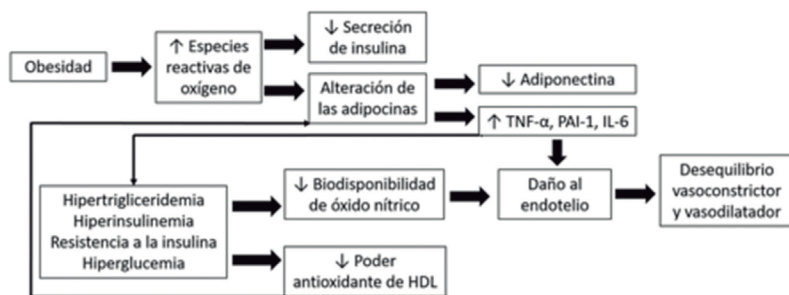 Obesidad
↑ Especies
reactivas de
oxígeno
↓ Secreción
de insulina
Alteración de
las adipocinas
↓ Adiponectina
↑ TNF-α, PAI-1, IL-6
Hipertrigliceridemia
Hiperinsulinemia
Resistencia a la insulina
Hiperglucemia
↓ Biodisponibilidad
de óxido nítrico
Daño al
endotelio
Desequilibrio
vasoconstrictor
y vasodilatador
↓ Poder
antioxidante de HDL